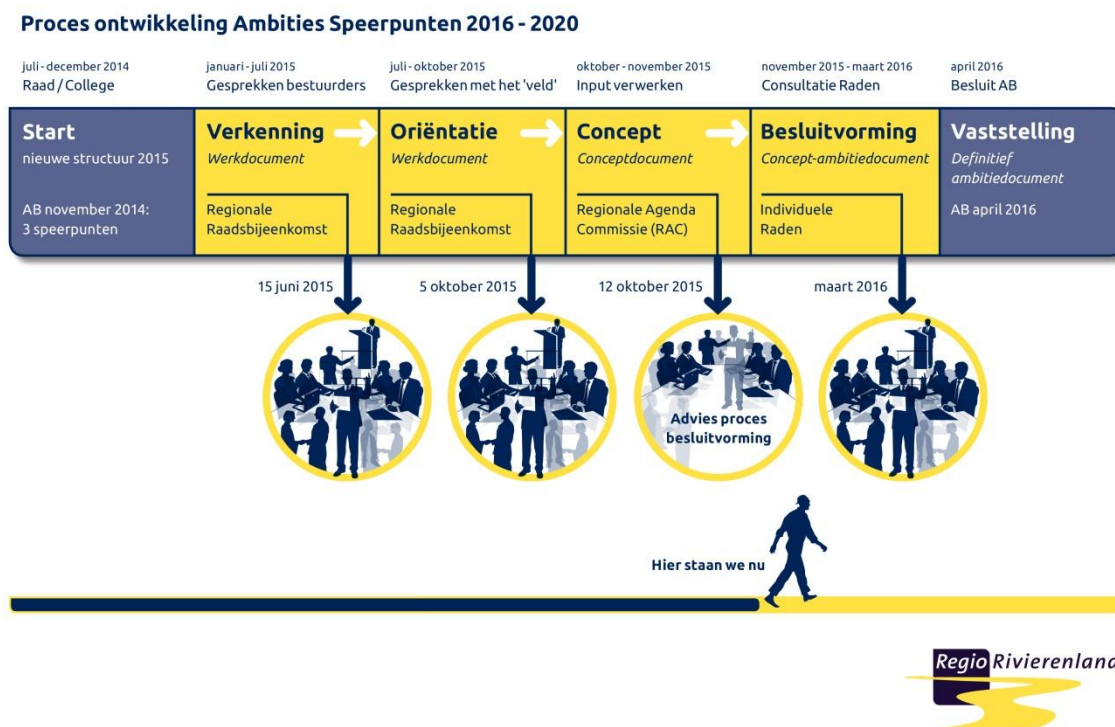 Proces ontwikkeling Ambities Speerpunten 2016 - 2020
juli - december 2014
Raad / College
januari - juli 2015
Gesprekken bestuurders
juli - oktober 2015
Gesprekken met het 'veld'
oktober - november 2015
Input verwerken
november 2015 - maart 2016
Consultatie Raden
april 2016
Besluit AB
Start
nieuwe structuur 2015
AB november 2014:
3 speerpunten
Verkenning
Werkdocument
Regionale
Raadsbijeenkomst
Oriëntatie
Werkdocument
Regionale
Raadsbijeenkomst
Concept
Conceptdocument
Regionale Agenda
Commissie (RAC)
Besluitvorming
Concept-ambitiedocument
Individuele
Raden
Vaststelling
Definitief
ambitiedocument
AB april 2016
15 juni 2015
5 oktober 2015
12 oktober 2015
maart 2016
Advies proces
besluitvorming
Hier staan we nu
Regio Rivierenland